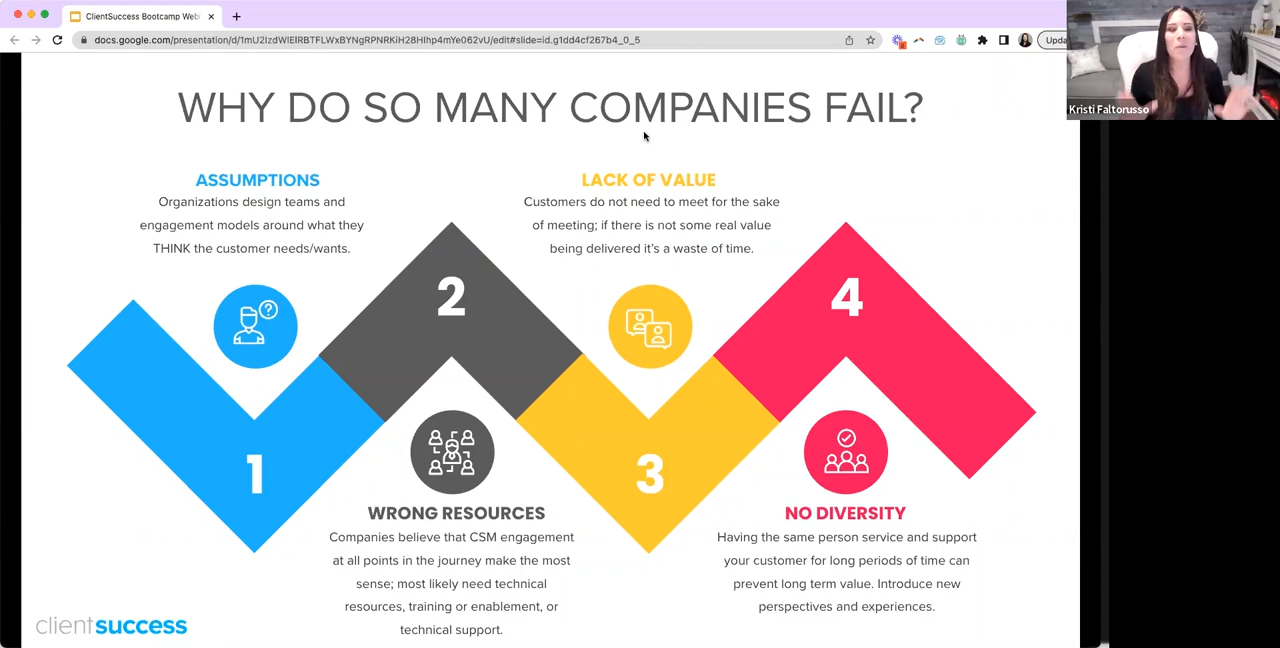 ClientSuccess Bootcamp Web
docs.google.com/presentation/d/1mU2IzdWIEIRBTFLWxBYNgRPNRKiH28HIhp4mYe0fKJU/edit#slide=id.g1dd4cf267b4_0_5
Upda
Kristi Faltorusso
WHY DO SO MANY COMPANIES FAIL?
ASSUMPTIONS
Organizations design teams and
engagement models around what they
THINK the customer needs/wants.
LACK OF VALUE
Customers do not need to meet for the sake
of meeting; if there is not some real value
being delivered it's a waste of time.
1
2
3
4
WRONG RESOURCES
Companies believe that CSM engagement
at all points in the journey make the most
sense; most likely need technical
resources, training or enablement, or
technical support.
NO DIVERSITY
Having the same person service and support
your customer for long periods of time can
prevent long term value. Introduce new
perspectives and experiences.
clientsuccess